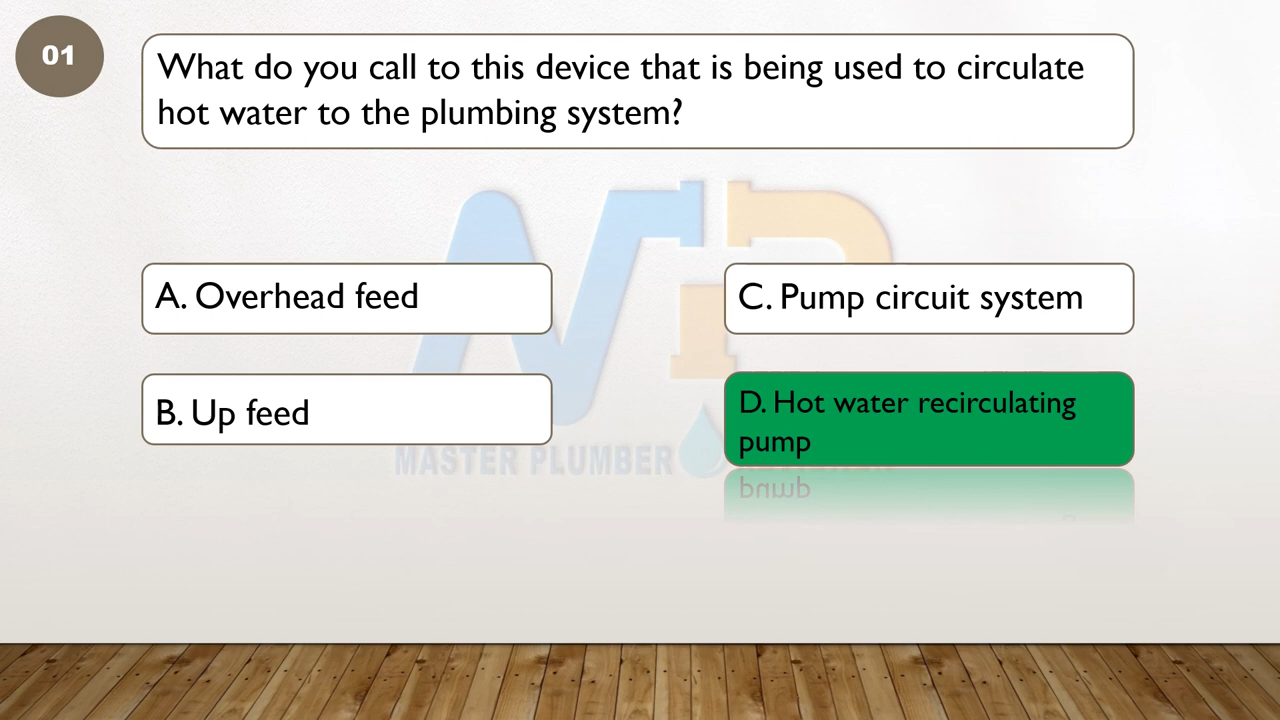 01
What do you call to this device that is being used to circulate
hot water to the plumbing system?
A. Overhead feed
C. Pump circuit system
B. Up feed
D. Hot water recirculating
pump
MASTER PLUMBER